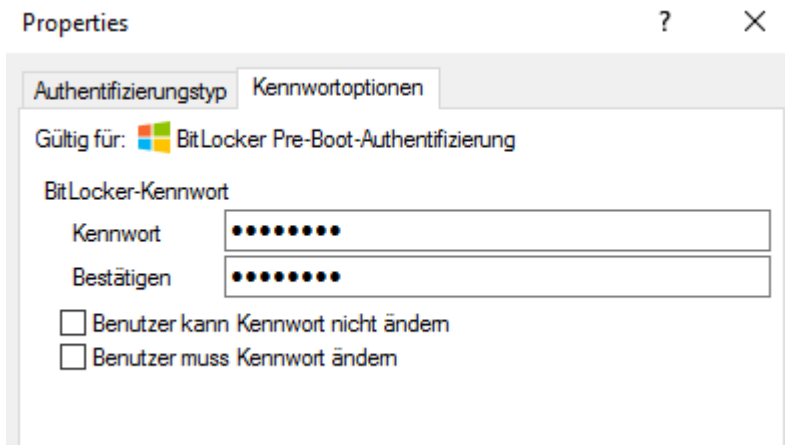 Properties
Authentifizierungstyp Kennwortoptionen
Gültig für: BitLocker Pre-Boot-Authentifizierung
BitLocker-Kennwort
Kennwort ●●●●●●●●
Bestätigen ●●●●●●●●
Benutzer kann Kennwort nicht ändern
Benutzer muss Kennwort ändern